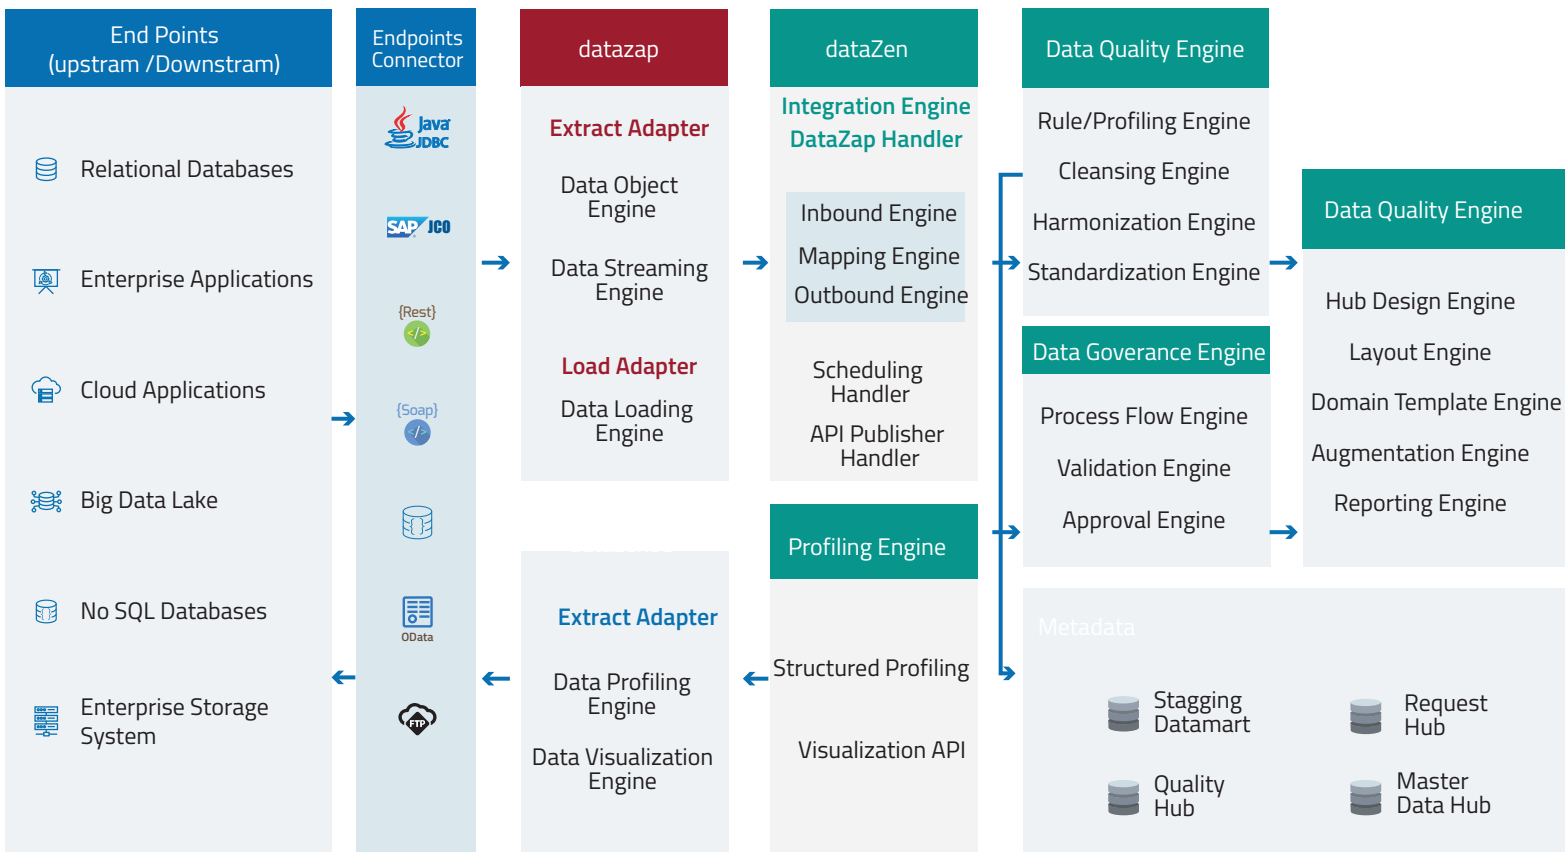 End Points
(upstram /Downstram)
Relational Databases
Enterprise Applications
Cloud Applications
Big Data Lake
No SQL Databases
Enterprise Storage
System
Endpoints
Connector
Java
JDBC
SAP JCO
{Rest}
</>
{Soap}
</>
{ }
OData
FTP
datazap
Extract Adapter
Data Object
Engine
Data Streaming
Engine
Load Adapter
Data Loading
Engine
Extract Adapter
Data Profiling
Engine
Data Visualization
Engine
dataZen
Integration Engine
DataZap Handler
Inbound Engine
Mapping Engine
Outbound Engine
Scheduling
Handler
API Publisher
Handler
Profiling Engine
Structured Profiling
Visualization API
Data Quality Engine
Rule/Profiling Engine
Cleansing Engine
Harmonization Engine
Standardization Engine
Data Goverance Engine
Process Flow Engine
Validation Engine
Approval Engine
Data Quality Engine
Hub Design Engine
Layout Engine
Domain Template Engine
Augmentation Engine
Reporting Engine
Metadata
Stagging
Datamart
Request
Hub
Quality
Hub
Master
Data Hub